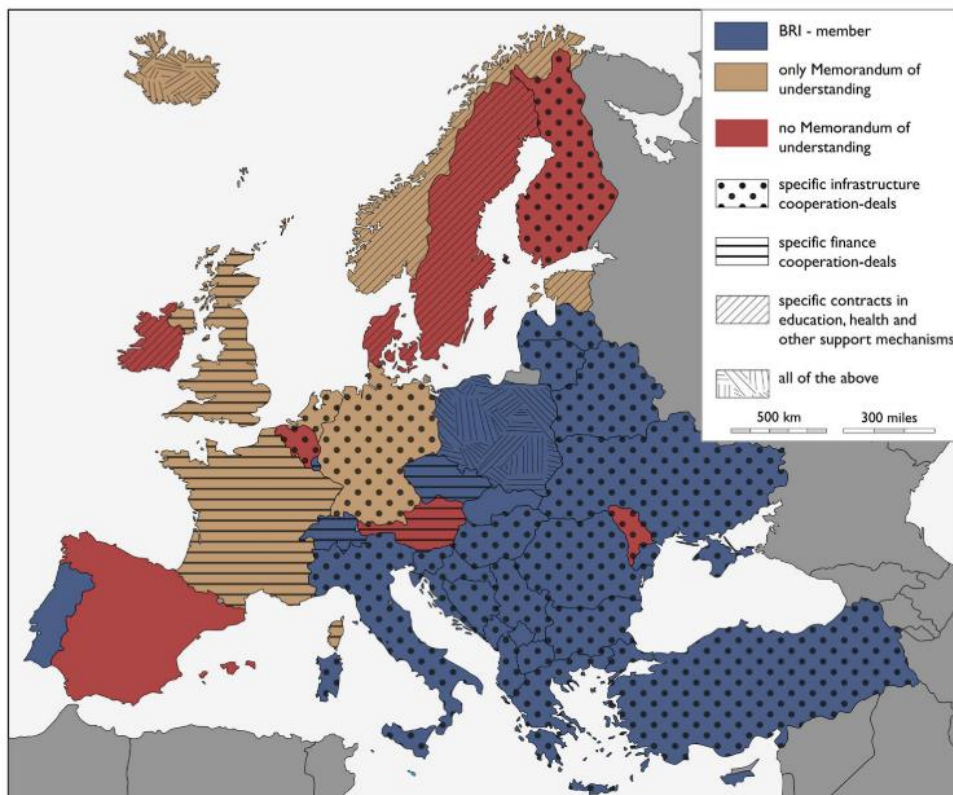 BRI - member
only Memorandum of
understanding
no Memorandum of
understanding
specific infrastructure
cooperation-deals
specific finance
cooperation-deals
specific contracts in
education, health and
other support mechanisms
all of the above
500 km 300 miles